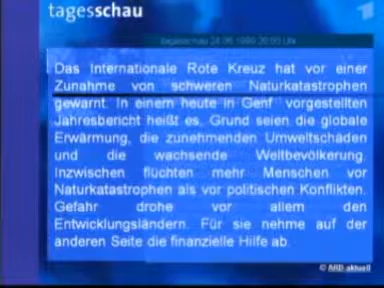 tagesschau
tagesschau 24.06.1999 20:00 Uhr
Das Internationale Rote Kreuz hat vor einer
Zunahme von schweren Naturkatastrophen
gewarnt. In einem heute in Genf vorgestellten
Jahresbericht heißt es, Grund seien die globale
Erwärmung, die zunehmenden Umweltschäden
und die wachsende Weltbevölkerung.
Inzwischen flüchten mehr Menschen vor
Naturkatastrophen als vor politischen Konflikten.
Gefahr drohe vor allem den
Entwicklungsländern. Für sie nehme auf der
anderen Seite die finanzielle Hilfe ab.
© ARD-aktuell